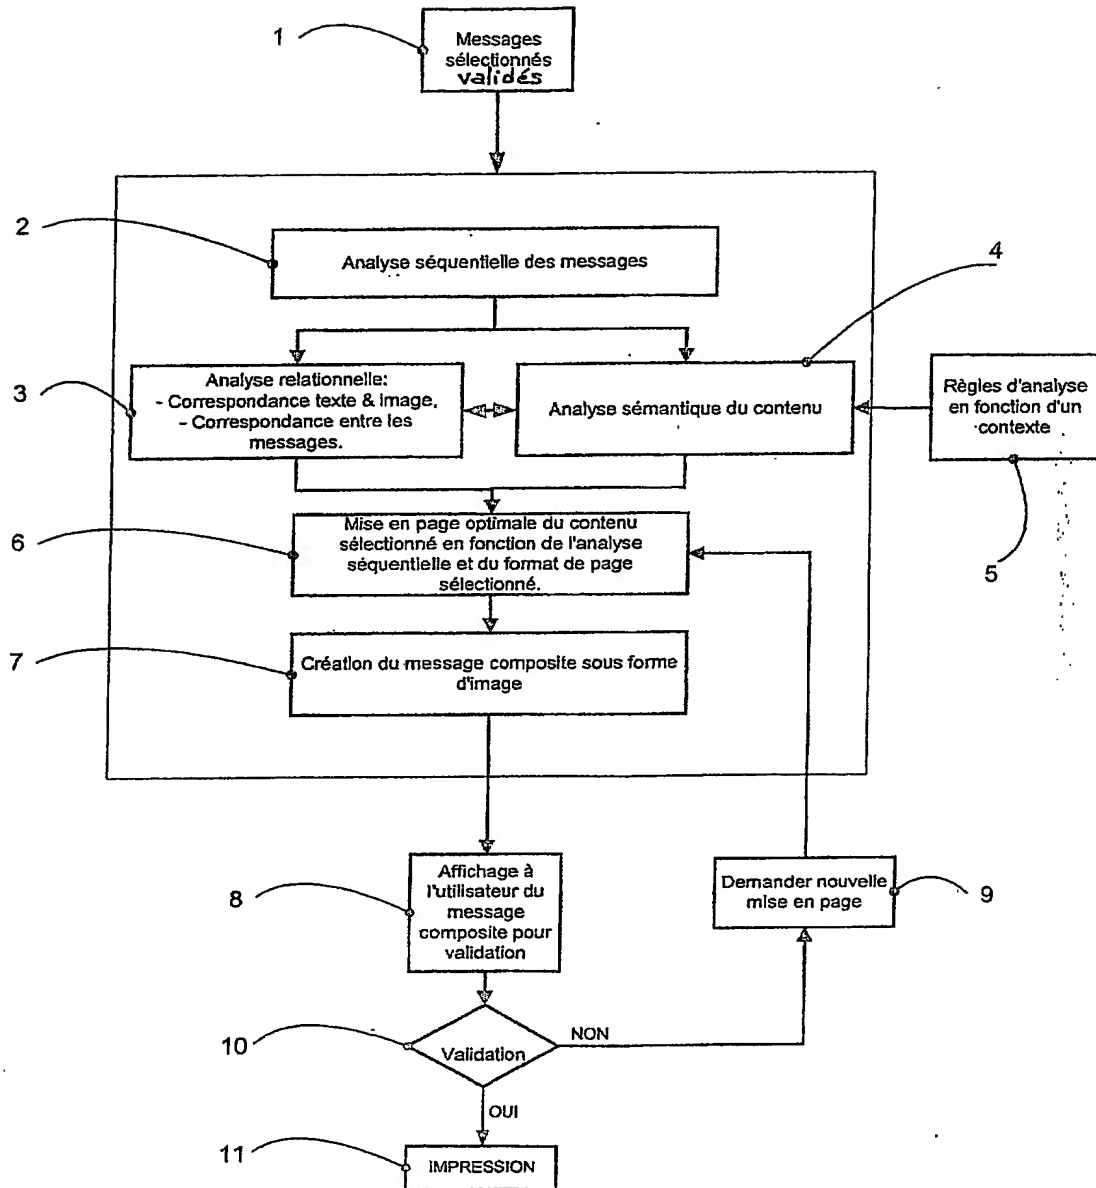 1
Messages
sélectionnés
validés
2
Analyse séquentielle des messages
4
3
Analyse relationnelle:
- Correspondance texte & image,
- Correspondance entre les
messages.
Analyse sémantique du contenu
Règles d'analyse
en fonction d'un
contexte
5
6
Mise en page optimale du contenu
sélectionné en fonction de l'analyse
séquentielle et du format de page
sélectionné.
7
Création du message composite sous forme
d'image
8
Affichage à
l'utilisateur du
message
composite pour
validation
Demander nouvelle
mise en page
9
10
Validation
NON
OUI
11
IMPRESSION